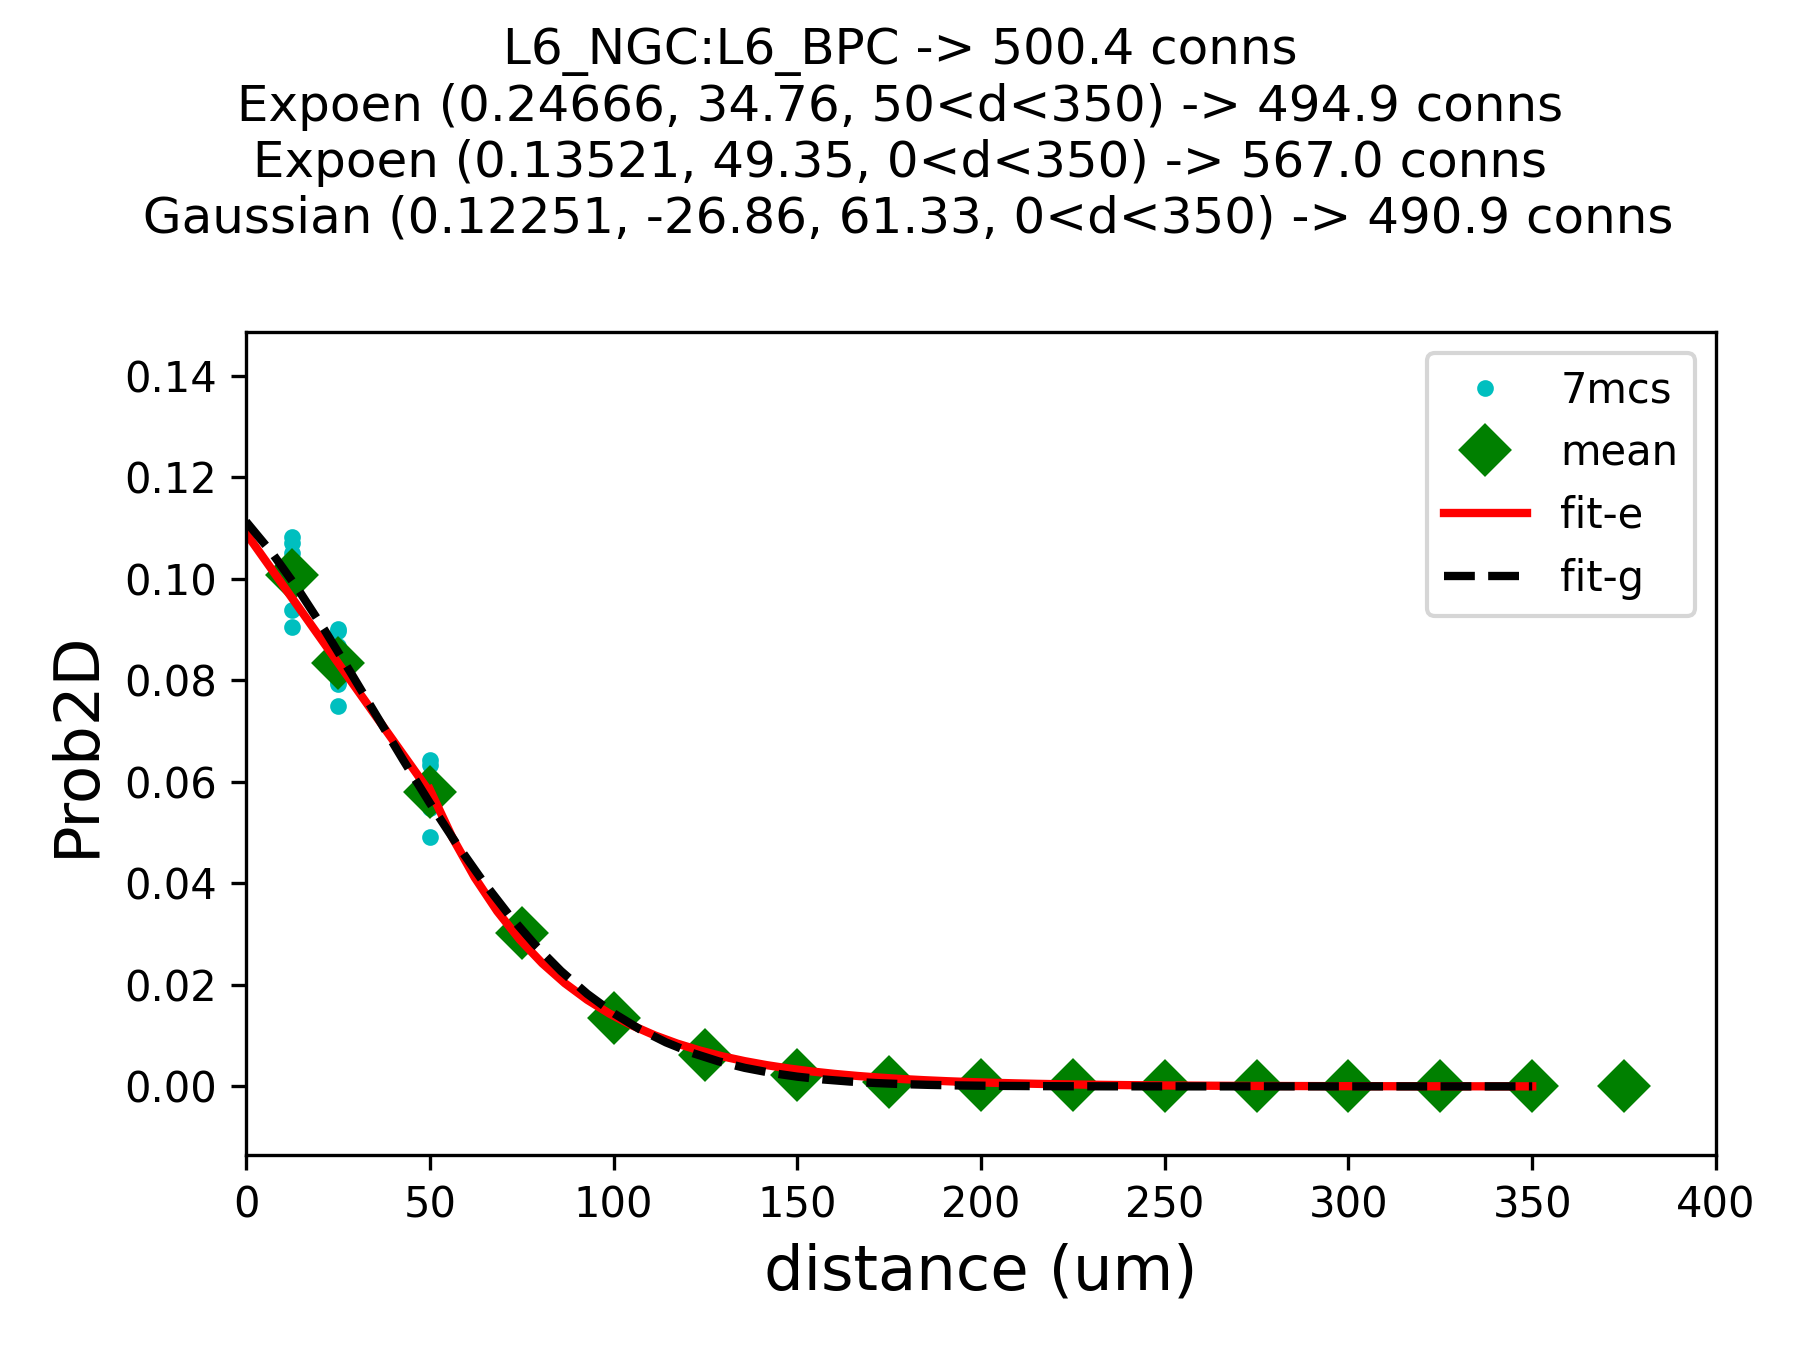 L6_NGC:L6_BPC -> 500.4 conns
Expoen (0.24666, 34.76, 50<d<350) -> 494.9 conns
Expoen (0.13521, 49.35, 0<d<350) -> 567.0 conns
Gaussian (0.12251, -26.86, 61.33, 0<d<350) -> 490.9 conns
7mcs
mean
fit-e
fit-g
Prob2D
0.14
0.12
0.10
0.08
0.06
0.04
0.02
0.00
0 50 100 150 200 250 300 350 400
distance (um)